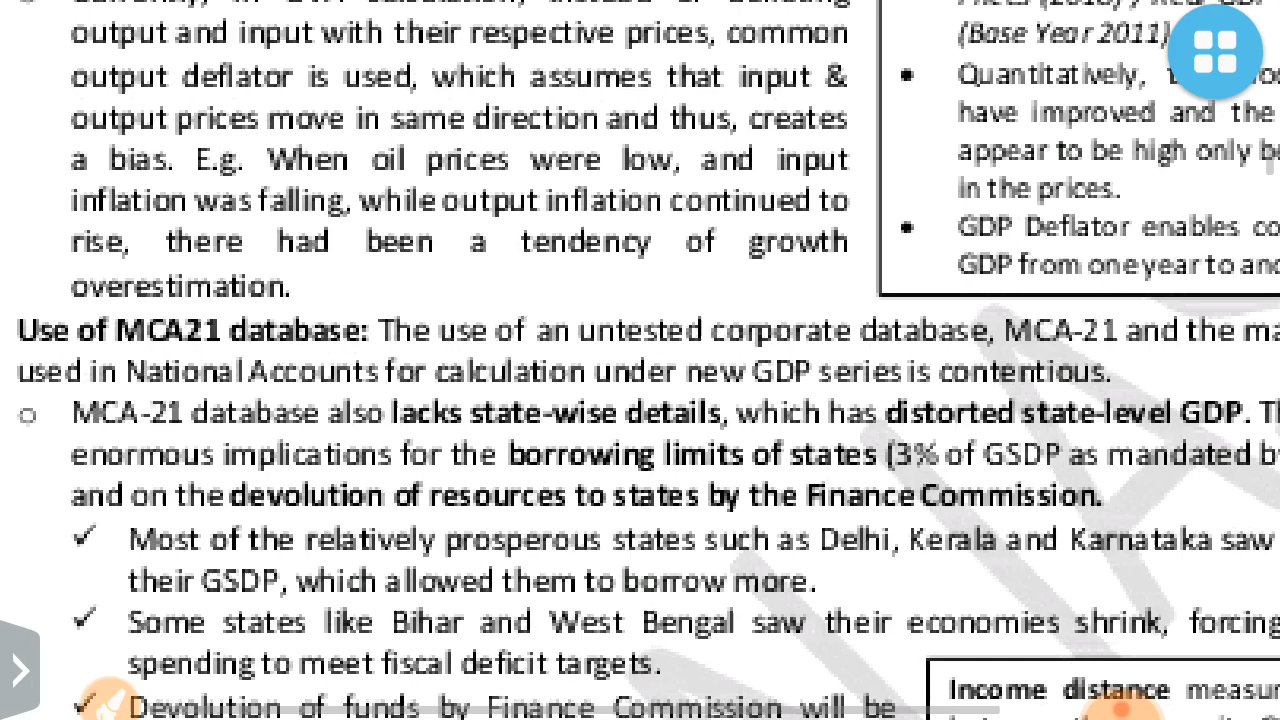 output and input with their respective prices, common
output deflator is used, which assumes that input &
output prices move in same direction and thus, creates
a bias. E.g. When oil prices were low, and input
inflation was falling, while output inflation continued to
rise, there had been a tendency of growth
overestimation.
(Base Year 2011)
• Quantitatively,
have improved and the
appear to be high only
in the prices.
• GDP Deflator enables
GDP from one year to
Use of MCA21 database: The use of an untested corporate database, MCA-21 and the
used in National Accounts for calculation under new GDP series is contentious.
o MCA-21 database also lacks state-wise details, which has distorted state-level GDP.
enormous implications for the borrowing limits of states (3% of GSDP as mandated
and on the devolution of resources to states by the Finance Commission.
✓ Most of the relatively prosperous states such as Delhi, Kerala and Karnataka saw
their GSDP, which allowed them to borrow more.
✓ Some states like Bihar and West Bengal saw their economies shrink, forcing
spending to meet fiscal deficit targets.
✓ Devolution of funds by Finance Commission will be
Income distance